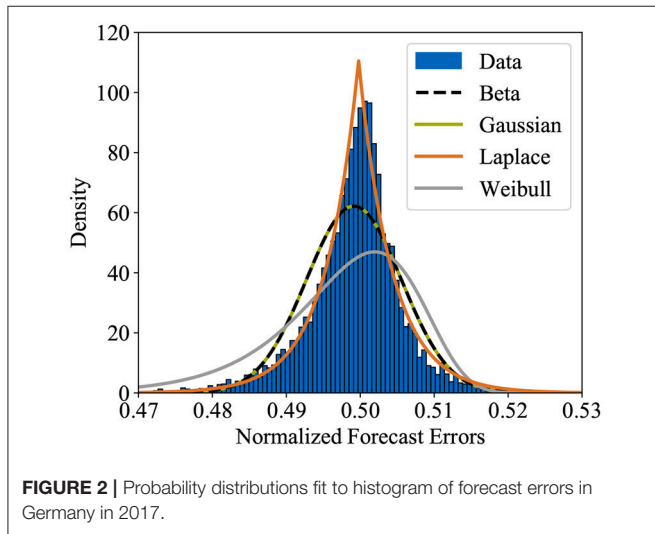 120
100
80
60
40
20
0
Density
Data
Beta
Gaussian
Laplace
Weibull
0.47 0.48 0.49 0.50 0.51 0.52 0.53
Normalized Forecast Errors
FIGURE 2 | Probability distributions fit to histogram of forecast errors in
Germany in 2017.